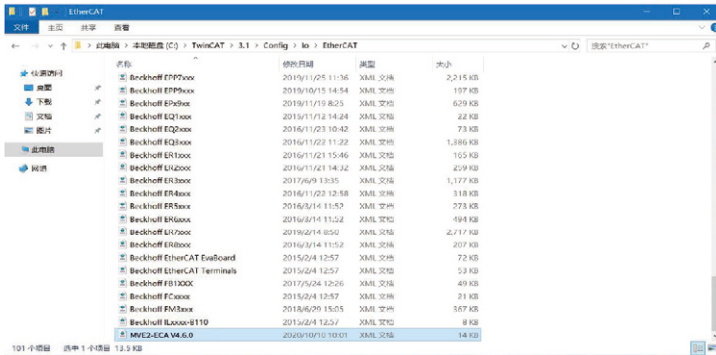 EtherCAT
文件 主页 共享 查看
此电脑 > 本地磁盘 (C:) > TwinCAT > 3.1 > Config > Io > EtherCAT 搜索"EtherCAT"
名称 修改日期 类型 大小
快速访问
桌面
下载
文档
图片
此电脑
网络
Beckhoff EPP7xxx 2019/11/25 11:36 XML 文档 2,215 KB
Beckhoff EPP9xxx 2019/10/15 14:54 XML 文档 197 KB
Beckhoff EPx9xx 2019/11/19 8:25 XML 文档 629 KB
Beckhoff EQ1xxx 2015/11/12 14:24 XML 文档 22 KB
Beckhoff EQ2xxx 2016/11/23 10:42 XML 文档 73 KB
Beckhoff EQ3xxx 2016/11/22 11:22 XML 文档 1,386 KB
Beckhoff ER1xxx 2016/11/21 15:46 XML 文档 165 KB
Beckhoff ER2xxx 2016/11/21 14:32 XML 文档 259 KB
Beckhoff ER3xxx 2017/6/9 13:35 XML 文档 1,177 KB
Beckhoff ER4xxx 2016/11/22 12:58 XML 文档 318 KB
Beckhoff ER5xxx 2016/3/14 11:52 XML 文档 273 KB
Beckhoff ER6xxx 2016/3/14 11:52 XML 文档 494 KB
Beckhoff ER7xxx 2019/2/14 8:50 XML 文档 2,717 KB
Beckhoff ER8xxx 2016/3/14 11:52 XML 文档 207 KB
Beckhoff EtherCAT EvaBoard 2015/2/4 12:57 XML 文档 72 KB
Beckhoff EtherCAT Terminals 2015/2/4 12:57 XML 文档 53 KB
Beckhoff FB1XXX 2017/5/24 12:26 XML 文档 49 KB
Beckhoff FCxxxx 2015/2/4 12:57 XML 文档 21 KB
Beckhoff FM3xxx 2018/6/29 15:05 XML 文档 367 KB
Beckhoff ILxxxx-B110 2015/2/4 12:57 XML 文档 8 KB
MVE2-ECA V4.6.0 2020/10/10 10:01 XML 文档 14 KB
101 个项目 选中 1 个项目 13.5 KB